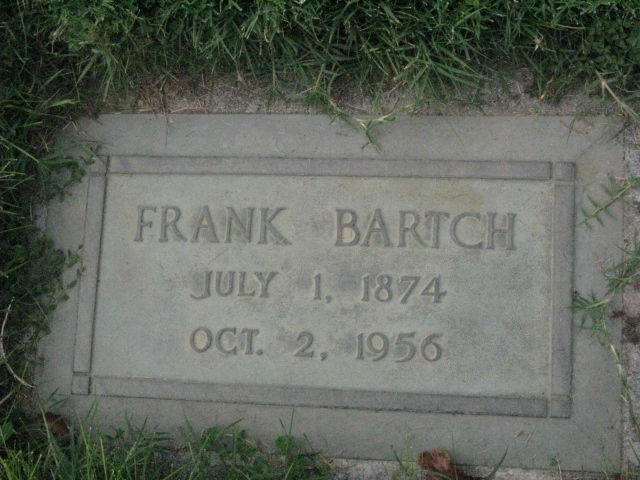 FRANK BARTCH
JULY 1, 1874
OCT. 2, 1956